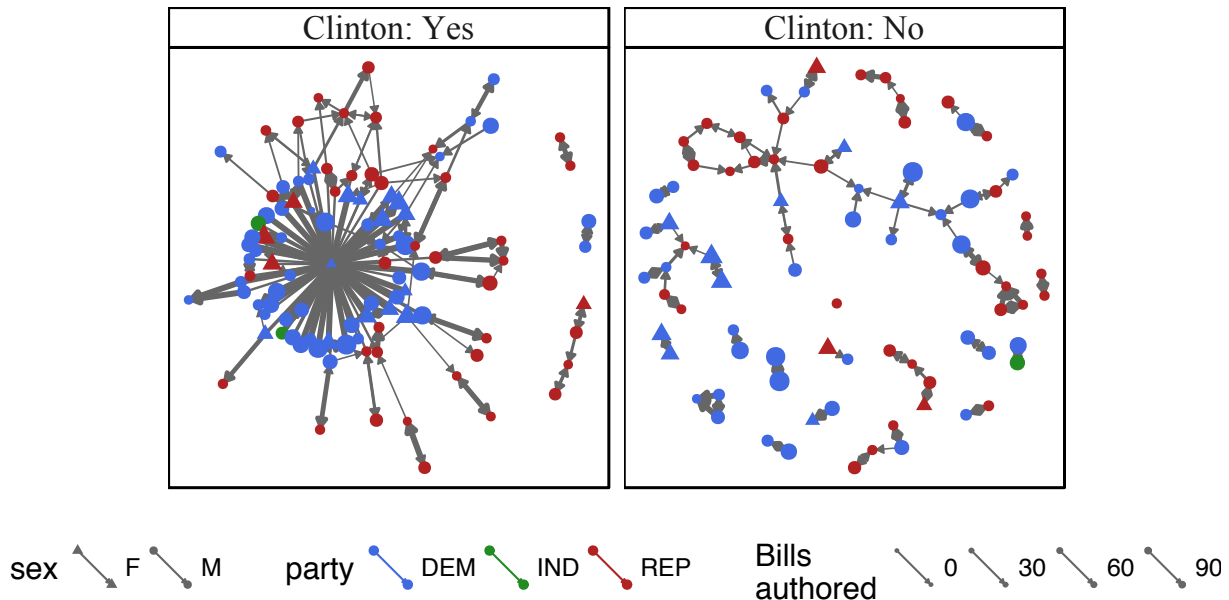 Clinton: Yes
Clinton: No
sex F M party DEM IND REP Bills authored 0 30 60 90